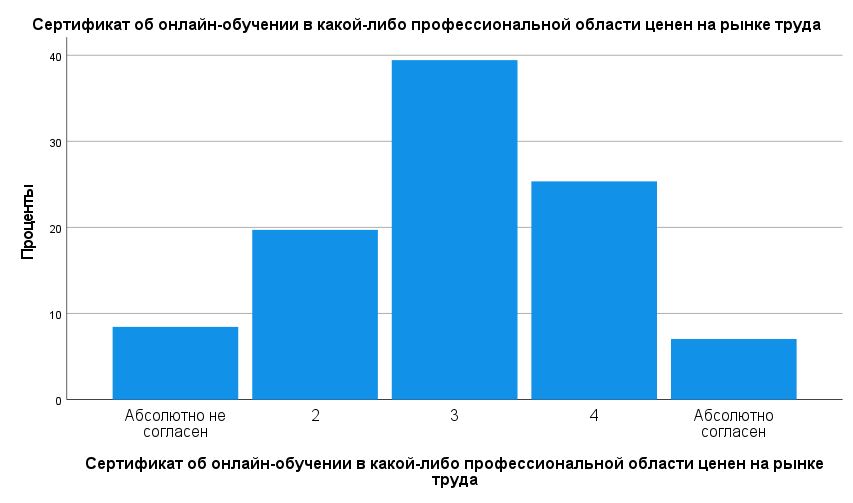 Сертификат об онлайн-обучении в какой-либо профессиональной области ценен на рынке труда
40
30
20
10
0
Проценты
Абсолютно не
согласен
2
3
4
Абсолютно
согласен
Сертификат об онлайн-обучении в какой-либо профессиональной области ценен на рынке
труда